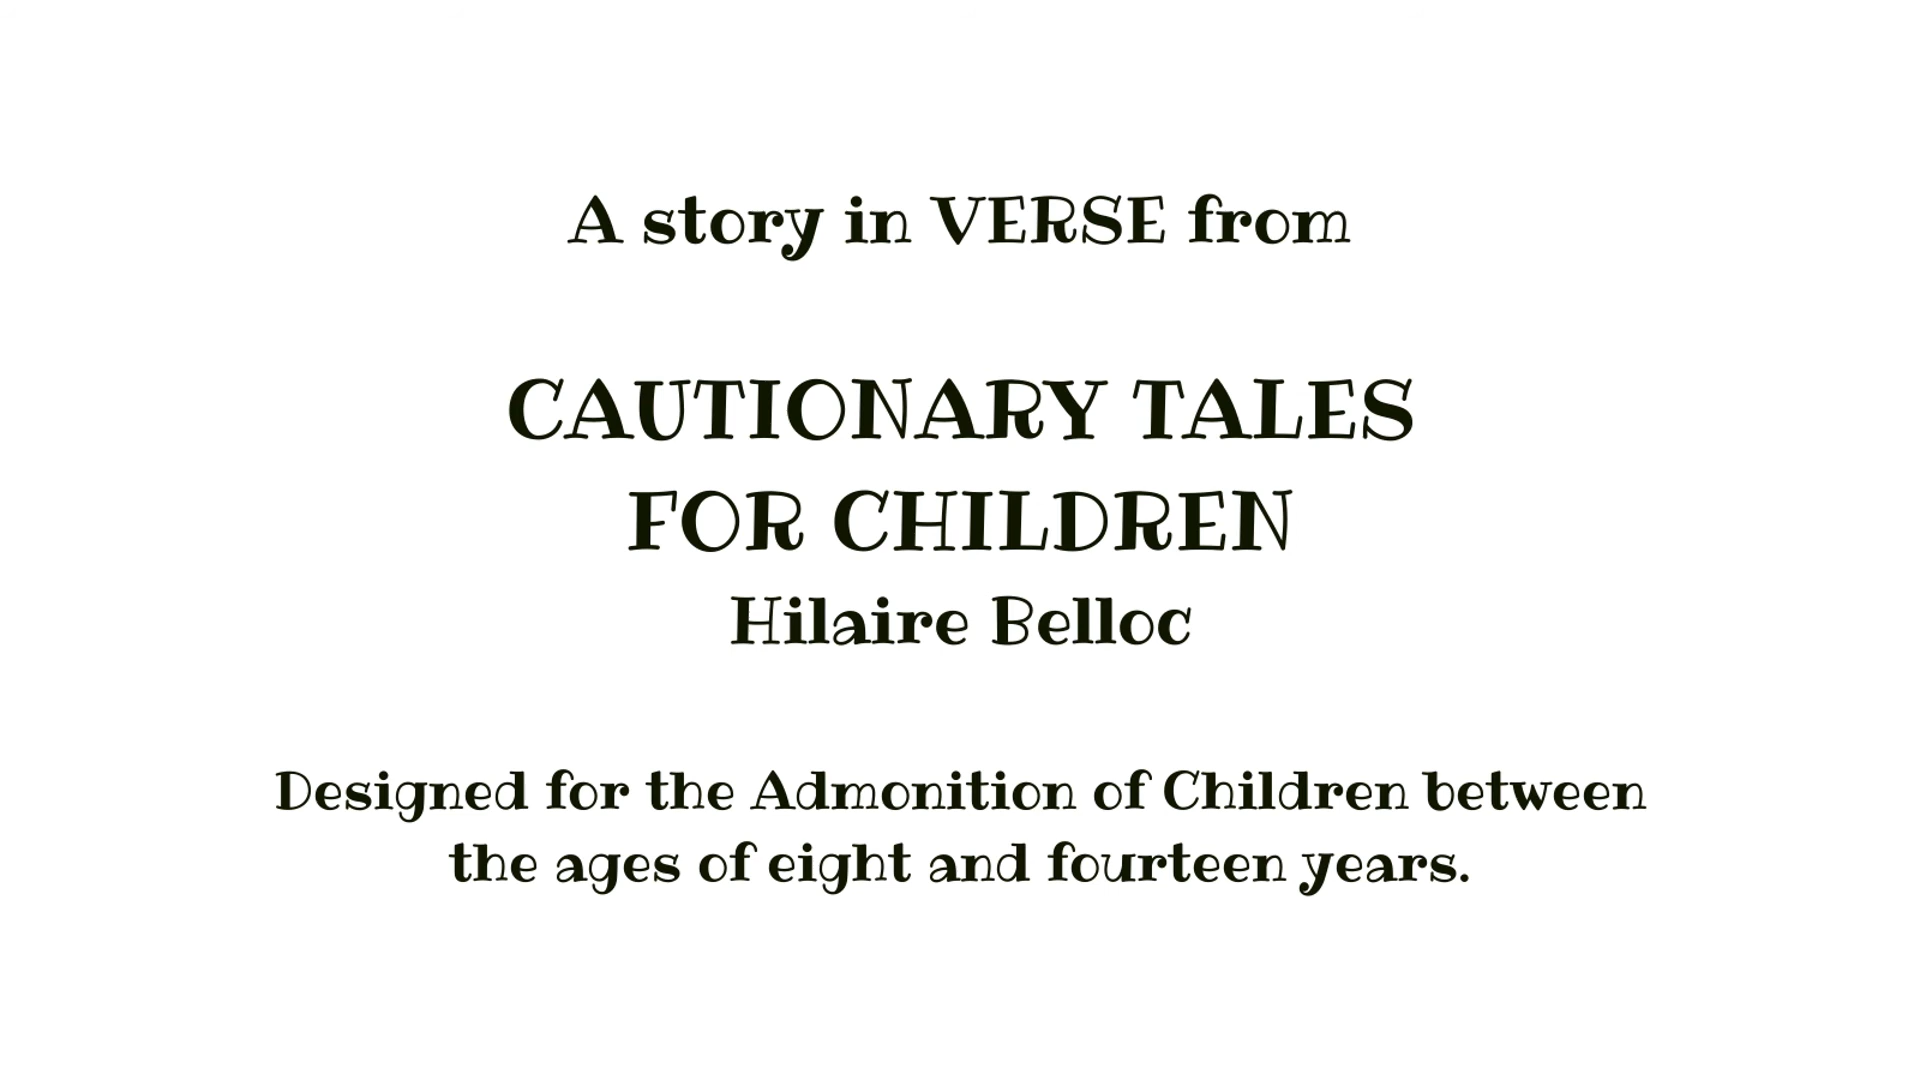 A story in VERSE from
CAUTIONARY TALES
FOR CHILDREN
Hilaire Belloc
Designed for the Admonition of Children between
the ages of eight and fourteen years.